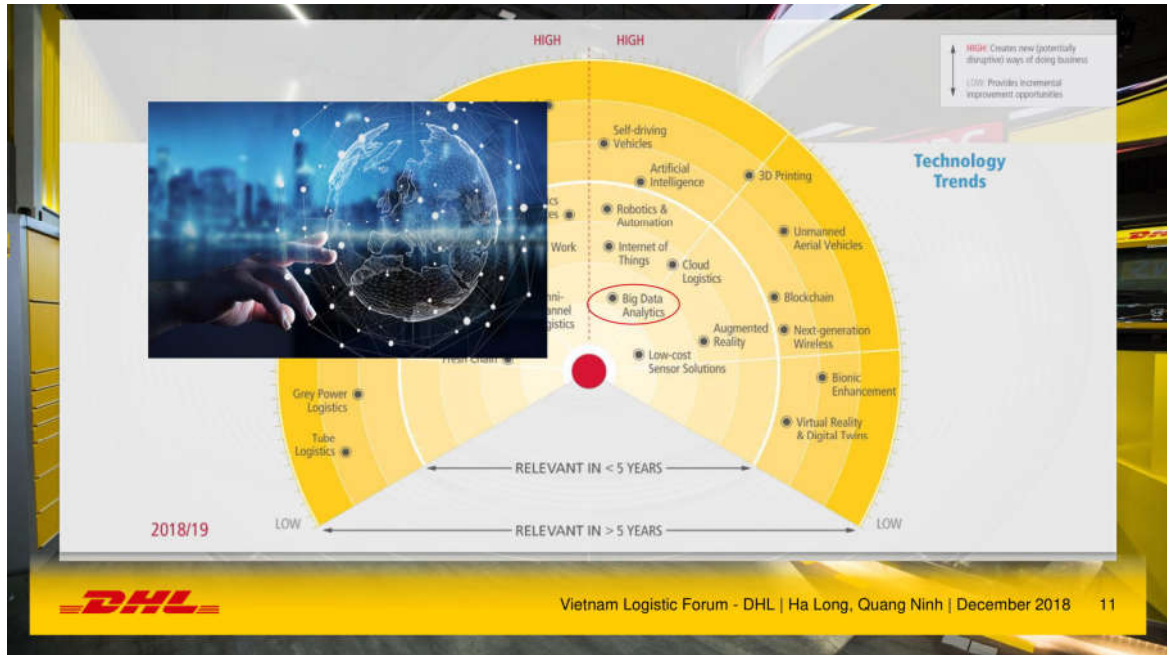 HIGH
HIGH
HIGH: Creates new (potentially
disruptive) ways of doing business
LOW: Provides incremental
improvement opportunities
Technology
Trends
Self-driving
Vehicles
Artificial
Intelligence
3D Printing
Robotics &
Automation
Unmanned
Aerial Vehicles
Work
Internet of
Things
Cloud
Logistics
Big Data
Analytics
Blockchain
Augmented
Reality
Next-generation
Wireless
Low-cost
Sensor Solutions
Fresh Chain
Bionic
Enhancement
Grey Power
Logistics
Virtual Reality
& Digital Twins
Tube
Logistics
RELEVANT IN < 5 YEARS
2018/19
LOW
RELEVANT IN > 5 YEARS
LOW
DHL
Vietnam Logistic Forum - DHL | Ha Long, Quang Ninh | December 2018 11